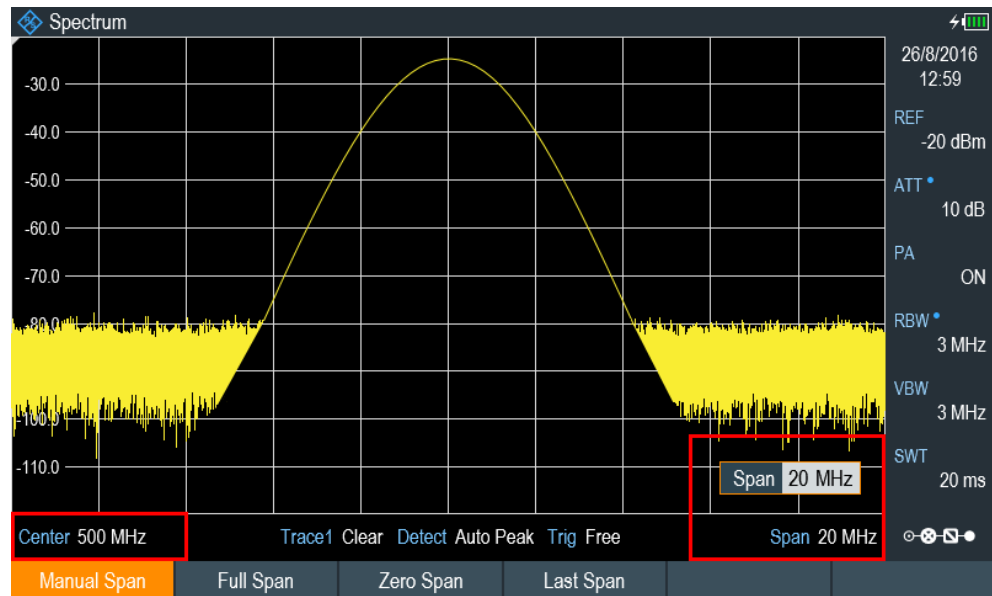 Spectrum
26/8/2016
12:59
-30.0
-40.0
-50.0
-60.0
-70.0
-80.0
-100.0
-110.0
REF
-20 dBm
ATT
10 dB
PA
ON
RBW
3 MHz
VBW
3 MHz
SWT
20 ms
Span 20 MHz
Center 500 MHz Trace1 Clear Detect Auto Peak Trig Free Span 20 MHz
Manual Span Full Span Zero Span Last Span